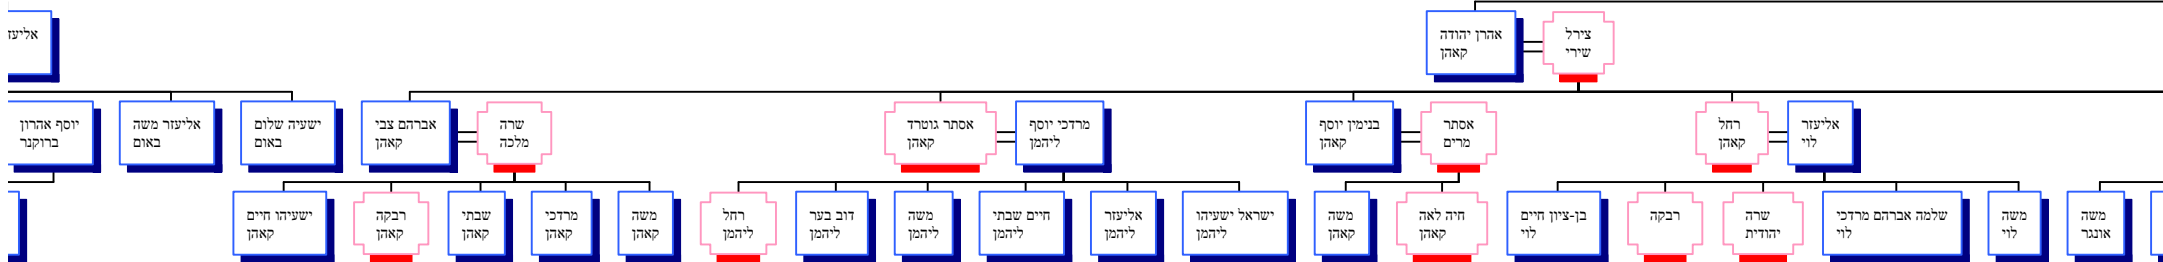 צירל
שירי
אהרן יהודה
קאהן
אליעז
אליעזר
לוי
רחל
קאהן
אסתר
מרים
בנימין יוסף
קאהן
מרדכי יוסף
ליהמן
אסתר גוטרד
קאהן
שרה
מלכה
אברהם צבי
קאהן
ישעיה שלום
באום
אליעזר משה
באום
יוסף אהרון
ברוקנר
משה
אונגר
משה
לוי
שלמה אברהם מרדכי
לוי
שרה
יהודית
רבקה
בן-ציון חיים
לוי
חיה לאה
קאהן
משה
קאהן
ישראל ישעיהו
ליהמן
אליעזר
ליהמן
חיים שבתי
ליהמן
משה
ליהמן
דוב בער
ליהמן
רחל
ליהמן
משה
קאהן
מרדכי
קאהן
שבתי
קאהן
רבקה
קאהן
ישעיהו חיים
קאהן